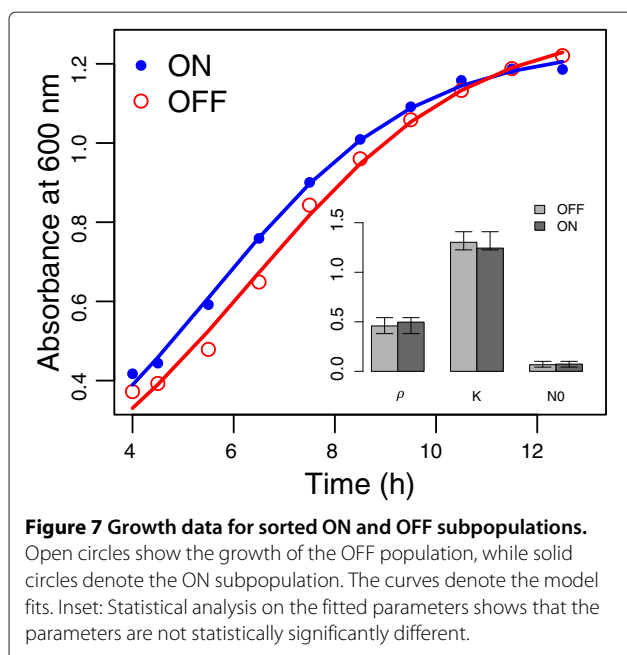 ON
OFF
Absorbance at 600 nm
1.2
1.0
0.8
0.6
0.4
4
6
8
10
12
Time (h)
OFF
ON
1.5
1.0
0.5
0.0
ρ
K
N0
Figure 7 Growth data for sorted ON and OFF subpopulations.
Open circles show the growth of the OFF population, while solid
circles denote the ON subpopulation. The curves denote the model
fits. Inset: Statistical analysis on the fitted parameters shows that the
parameters are not statistically significantly different.